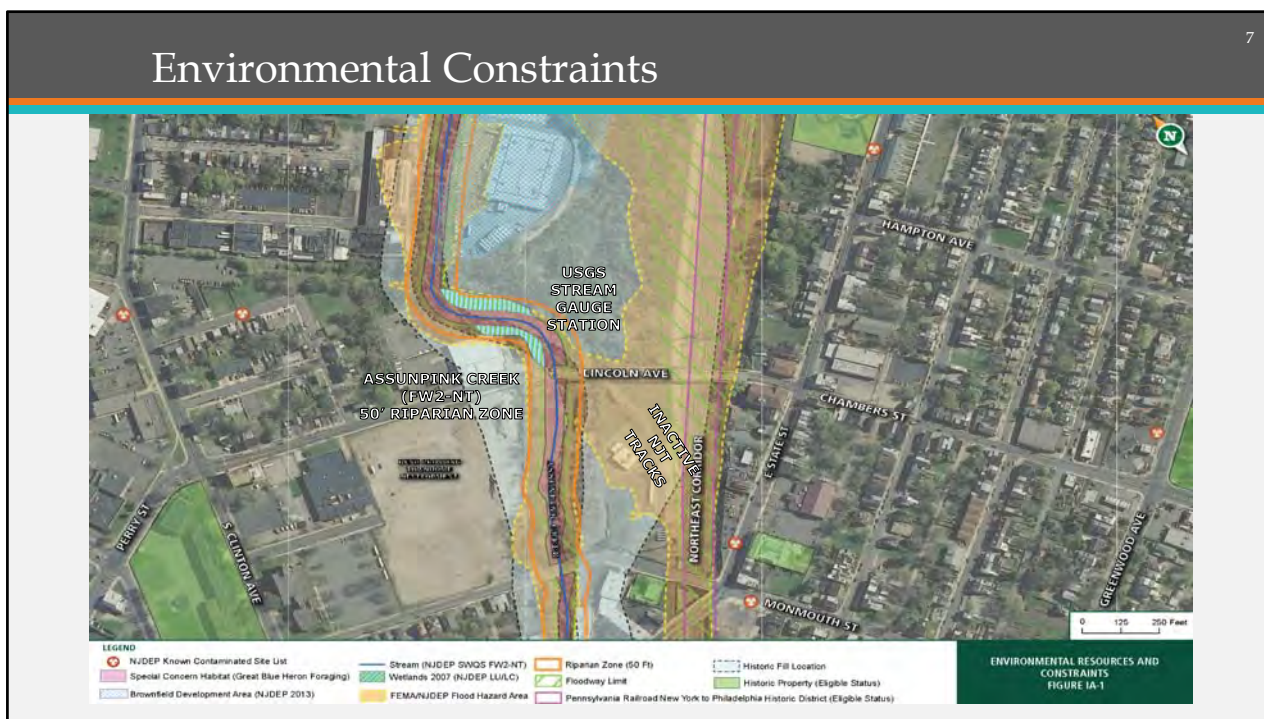 7
Environmental Constraints
N
HAMPTON AVE
USGS
STREAM
GAUGE
STATION
LINCOLN AVE
ASSUNPINK CREEK
(FW2-NT)
50' RIPARIAN ZONE
CHAMBERS ST
INACTIVE
NJT
TRACKS
E STATE ST
NORTHEAST CORRIDOR
PERRY ST
S CLINTON AVE
GREENWOOD AVE
MONMOUTH ST
0 125 250 Feet
LEGEND
NJDEP Known Contaminated Site List
Special Concern Habitat (Great Blue Heron Foraging)
Brownfield Development Area (NJDEP 2013)
Stream (NJDEP SWQS FW2-NT)
Wetlands 2007 (NJDEP LU/LC)
FEMA/NJDEP Flood Hazard Area
Riparian Zone (50 Ft)
Floodway Limit
Pennsylvania Railroad New York to Philadelphia Historic District (Eligible Status)
Historic Fill Location
Historic Property (Eligible Status)
ENVIRONMENTAL RESOURCES AND
CONSTRAINTS
FIGURE IA-1